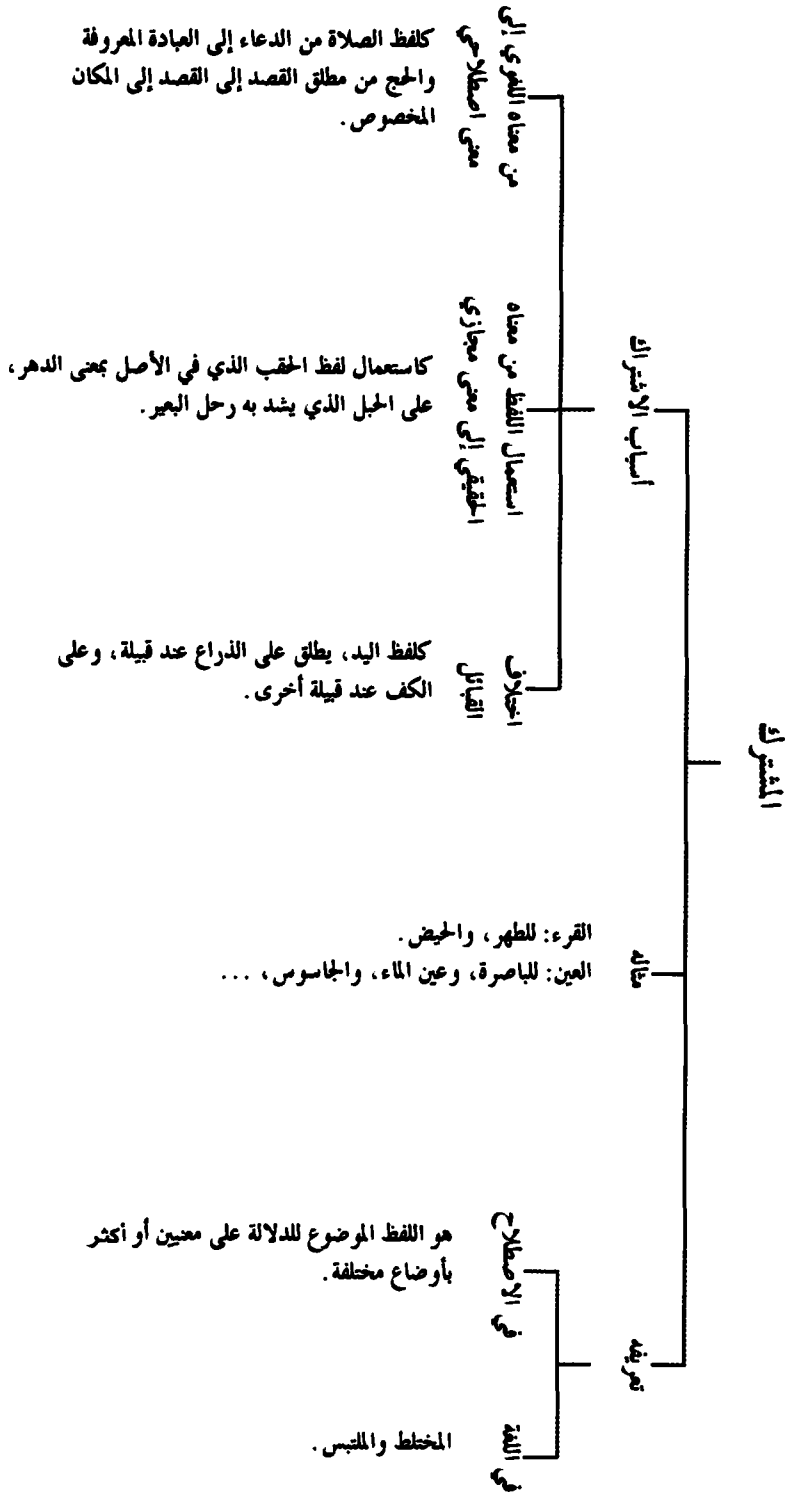 المشترك
تعريفه
في اللغة
المختلط والملتبس.
في الاصطلاح
هو اللفظ الموضوع للدلالة على معنيين أو أكثر
بأوضاع مختلفة.
مثاله
القرء: للطهر، والحيض.
العين: للباصرة، وعين الماء، والجاسوس، ...
أسباب الاشتراك
اختلاف
القبائل
كلفظ اليد، يطلق على الذراع عند قبيلة، وعلى
الكف عند قبيلة أخرى.
استعمال اللفظ من معناه
الحقيقي إلى معنى مجازي
كاستعمال لفظ الحقب الذي في الأصل بمعنى الدهر،
على الحبل الذي يشد به رحل البعير.
من معناه اللغوي إلى
معنى اصطلاحي
كلفظ الصلاة من الدعاء إلى العبادة المعروفة
والحج من مطلق القصد إلى القصد إلى المكان
المخصوص.